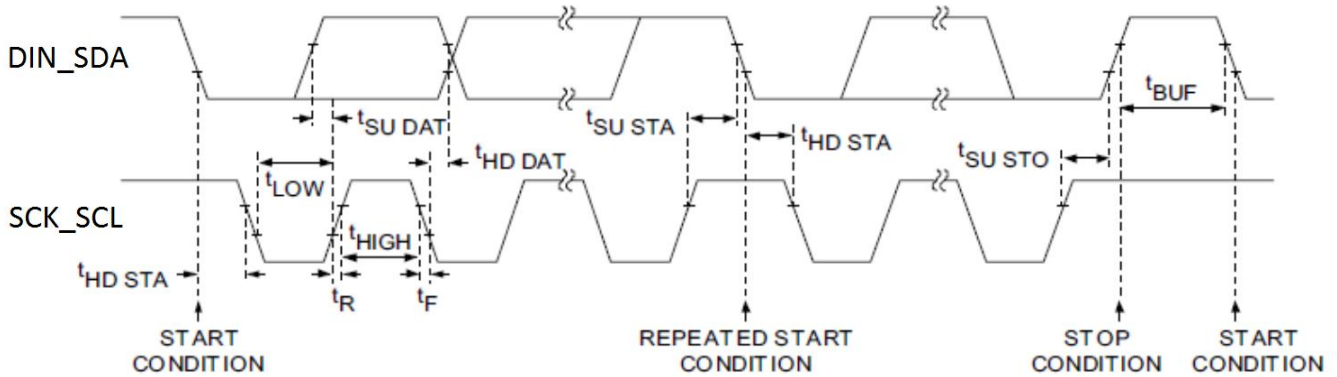 DIN_SDA
tSU DAT
tHD DAT
tSU STA
tHD STA
tSU STO
tBUF
SCK_SCL
tLOW
tHIGH
tHD STA
tR
tF
START
CONDITION
REPEATED START
CONDITION
STOP
CONDITION
START
CONDITION